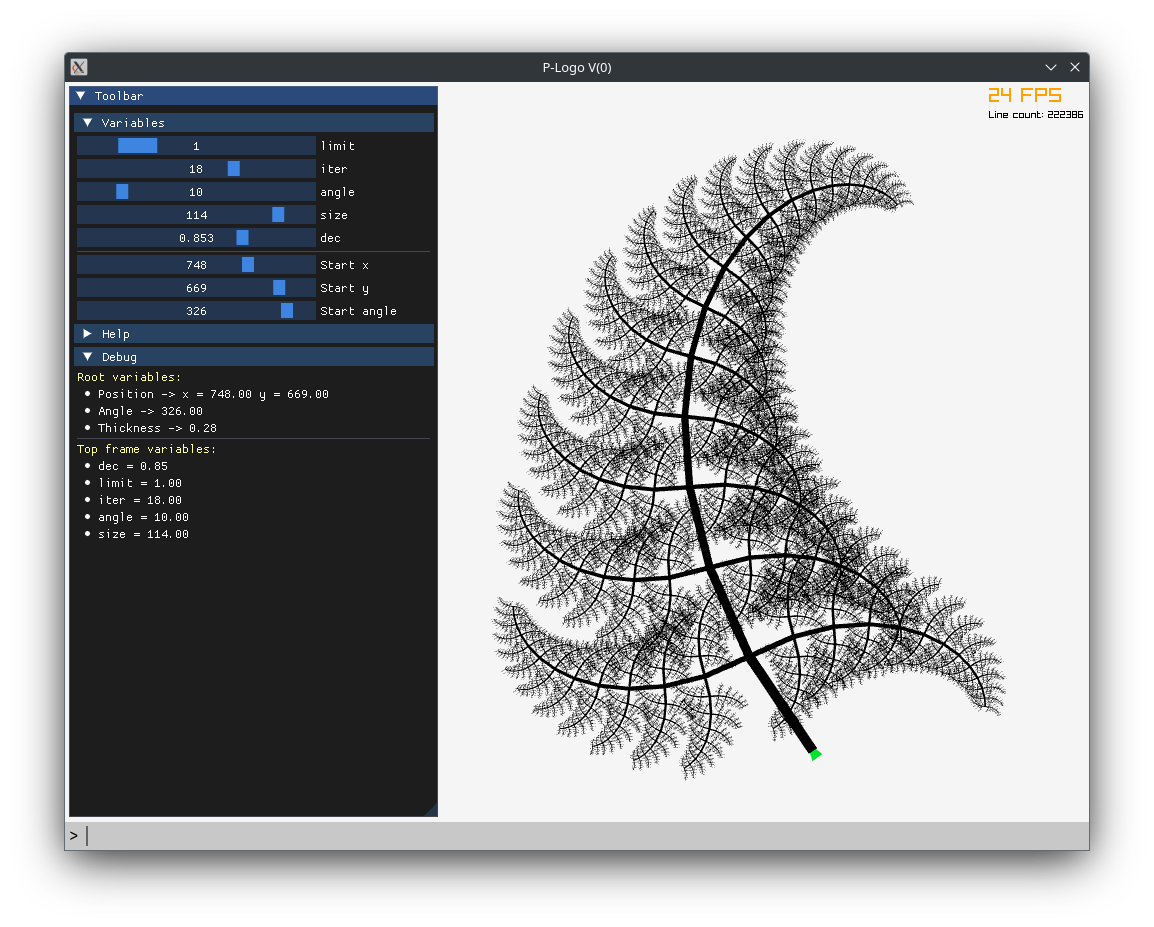 P-Logo V(0)
Toolbar
Variables
1 limit
18 iter
10 angle
114 size
0.853 dec
748 Start x
669 Start y
326 Start angle
Help
Debug
Root variables:
Position -> x = 748.00 y = 669.00
Angle -> 326.00
Thickness -> 0.28
Top frame variables:
dec = 0.85
limit = 1.00
iter = 18.00
angle = 10.00
size = 114.00
24 FPS
Line count: 222386
>